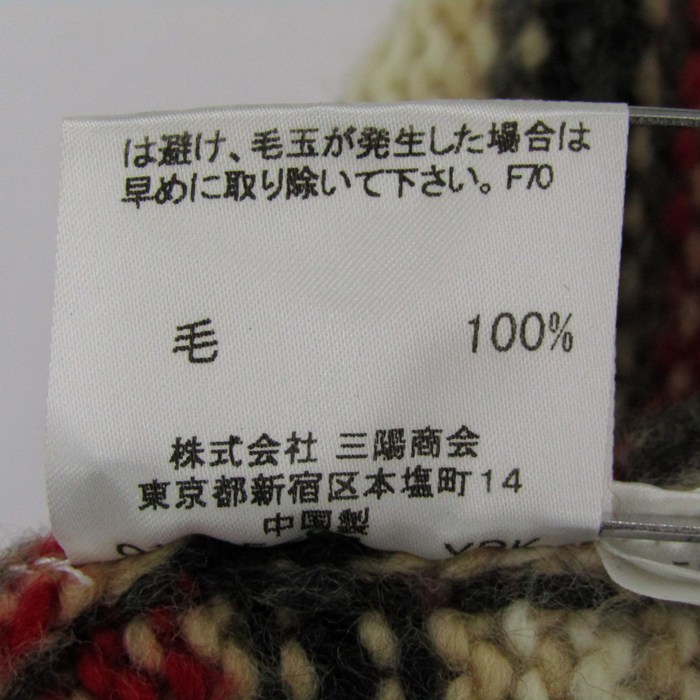 は避け、毛玉が発生した場合は
早めに取り除いて下さい。F70
毛 100%
株式会社 三陽商会
東京都新宿区本塩町14
中国製